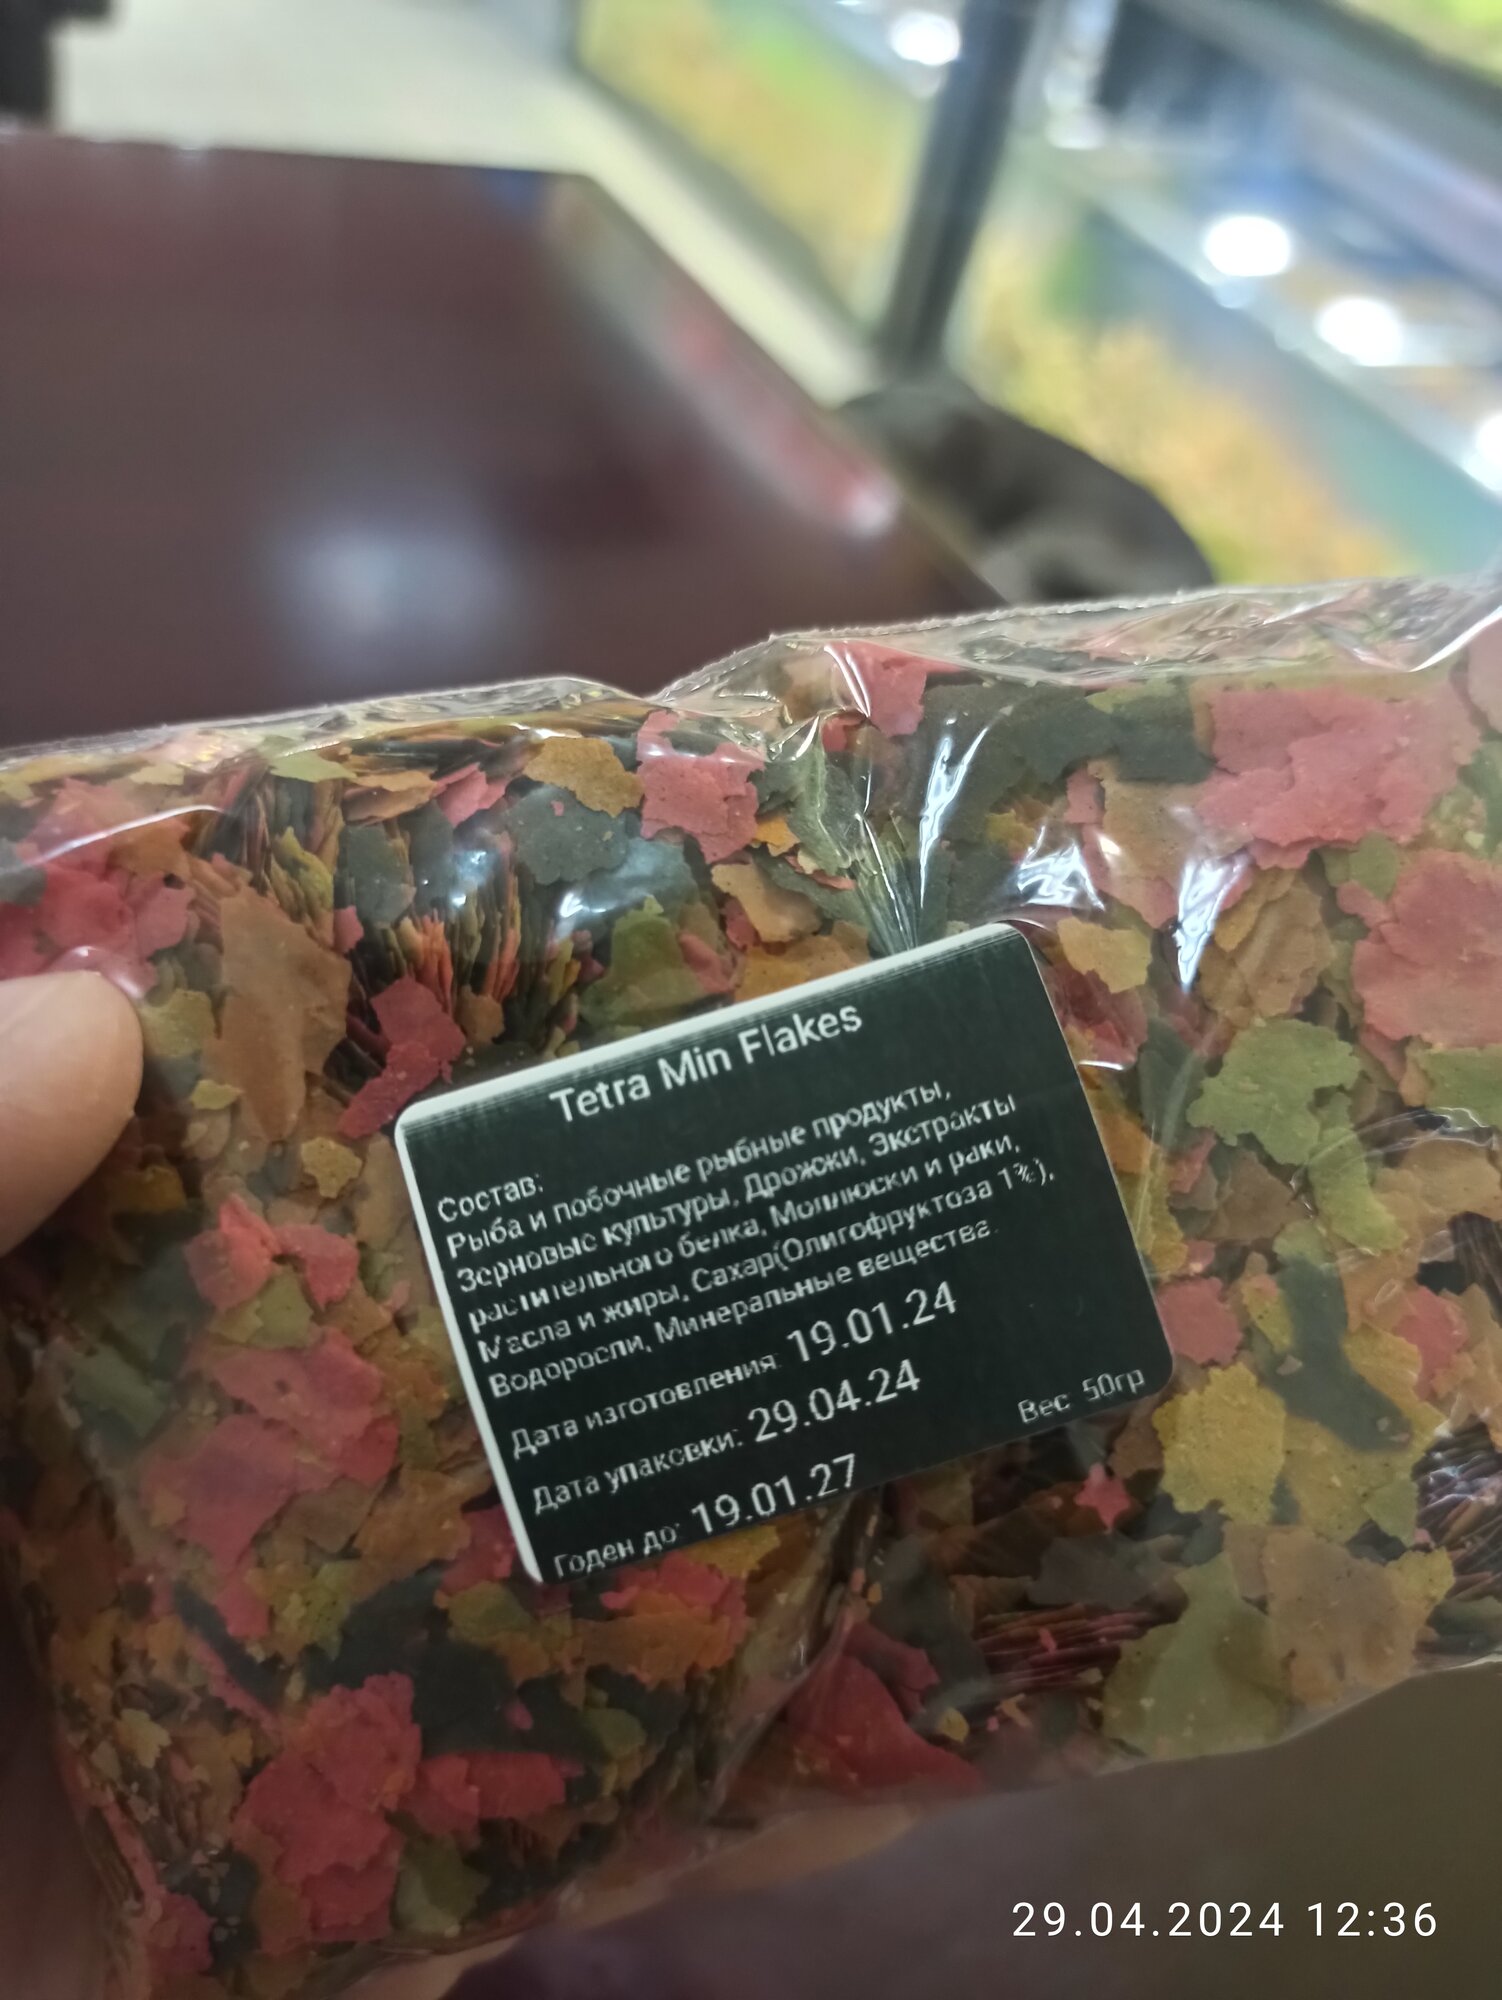 Tetra Min Flakes
Состав:
Рыба и побочные рыбные продукты,
Зерновые культуры, Дрожжи, Экстракты
растительного белка, Моллюски и раки,
Масла и жиры, Сахар(Олигофруктоза 1%),
Водоросли, Минеральные вещества.
Дата изготовления: 19.01.24
Дата упаковки: 29.04.24
Годен до: 19.01.27
Вес 50гр
29.04.2024 12:36